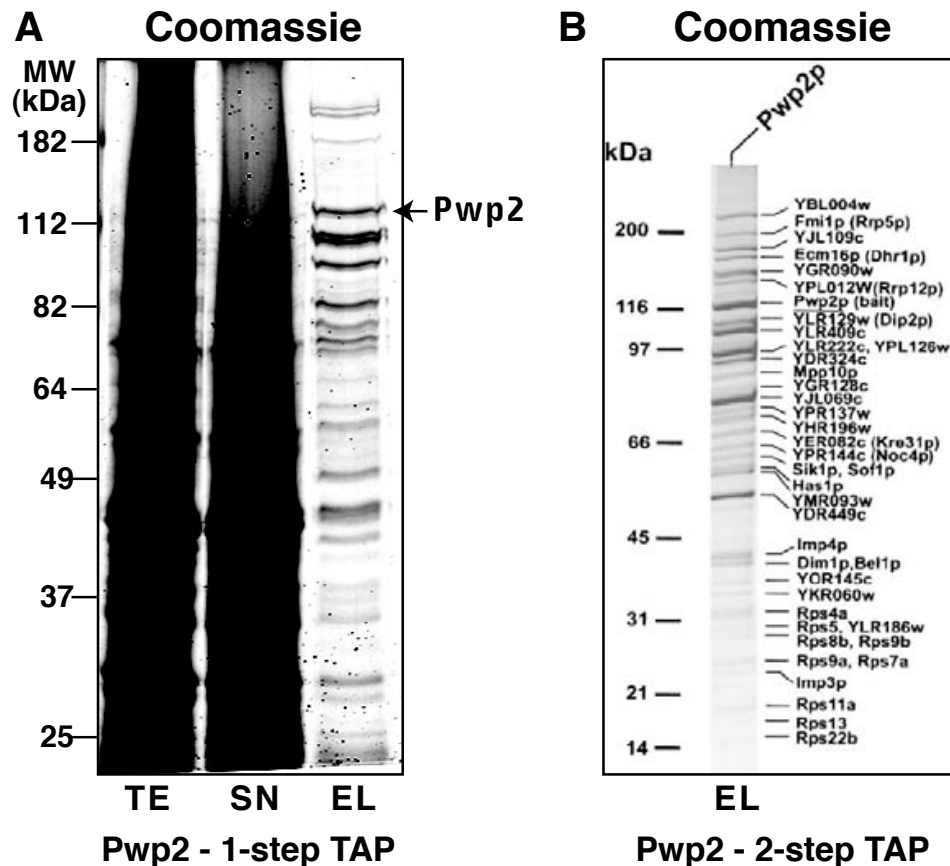 A Coomassie
MW
(kDa)
182
112
82
64
49
37
25
Pwp2
TE SN EL
Pwp2 - 1-step TAP
B Coomassie
Pwp2p
kDa
200
116
97
66
45
31
21
14
YBL004w
Fmi1p (Rrp5p)
YJL109c
Ecm16p (Dhr1p)
YGR090w
YPL012W(Rrp12p)
Pwp2p (bait)
YLR129w (Dip2p)
YLR409c
YLR222c, YPL126w
YDR324c
Mpp10p
YGR128c
YJL069c
YPR137w
YHR196w
YER082c (Kre31p)
YPR144c (Noc4p)
Sik1p, Sof1p
Has1p
YMR093w
YDR449c
Imp4p
Dim1p,Bel1p
YOR145c
YKR060w
Rps4a
Rps5, YLR186w
Rps8b, Rps9b
Rps9a, Rps7a
Imp3p
Rps11a
Rps13
Rps22b
EL
Pwp2 - 2-step TAP